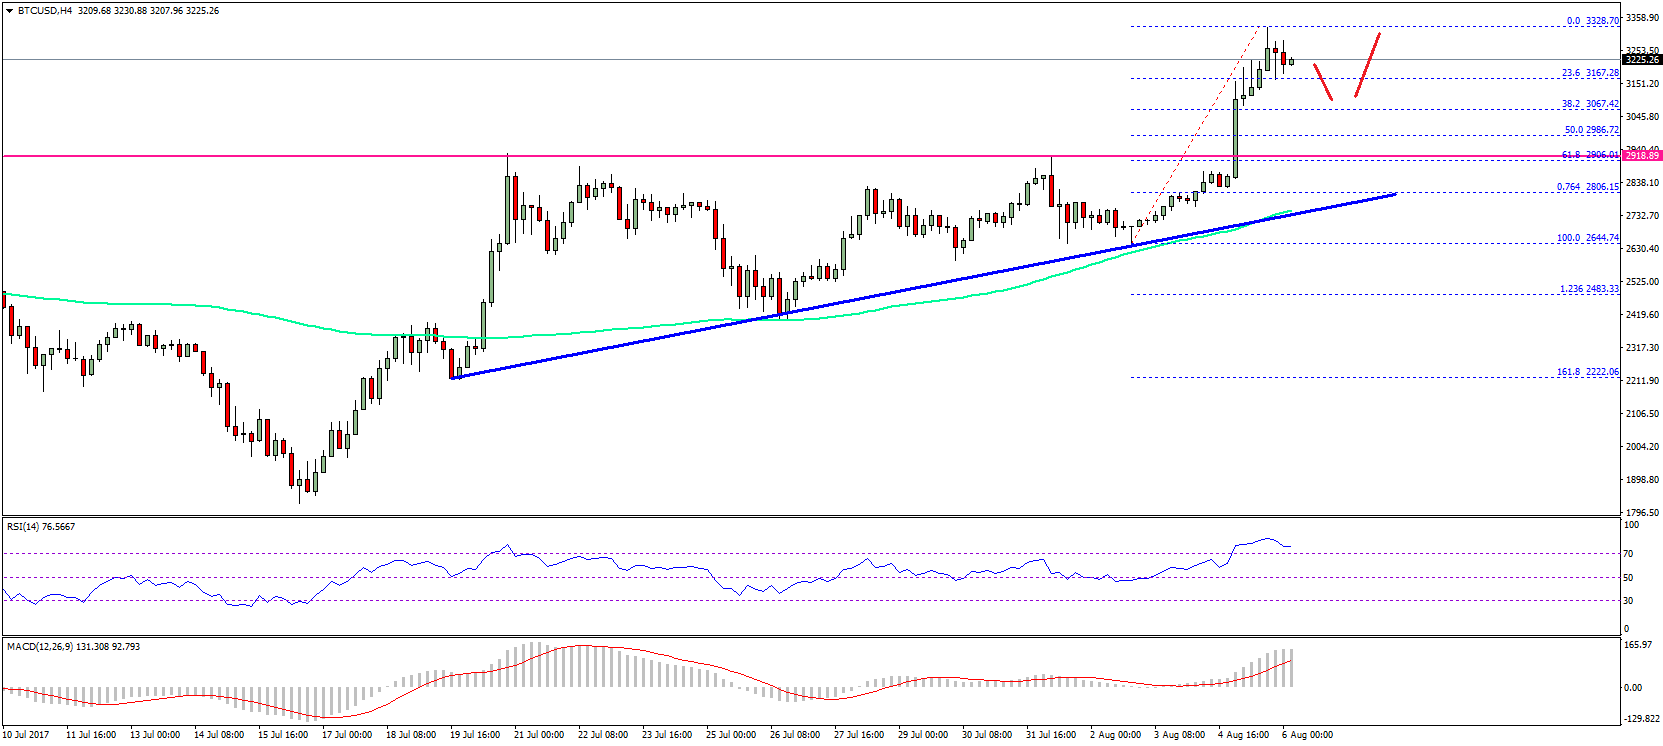 BTCUSD,H4 3209.68 3230.88 3207.96 3225.26
3358.90
0.0 3328.70
3253.50
3225.26
23.6 3167.28
3151.20
38.2 3067.42
3045.80
50.0 2986.72
2940.40
61.8 2906.01
2918.89
2838.10
0.764 2806.15
2732.70
100.0 2644.74
2630.40
2525.00
1.236 2483.33
2419.60
2317.30
161.8 2222.06
2211.90
2106.50
2004.20
1898.80
1796.50
RSI(14) 76.5667
100
70
50
30
0
MACD(12,26,9) 131.308 92.793
165.97
0.00
-129.822
10 Jul 2017
11 Jul 16:00
13 Jul 00:00
14 Jul 08:00
15 Jul 16:00
17 Jul 00:00
18 Jul 08:00
19 Jul 16:00
21 Jul 00:00
22 Jul 08:00
23 Jul 16:00
25 Jul 00:00
26 Jul 08:00
27 Jul 16:00
29 Jul 00:00
30 Jul 08:00
31 Jul 16:00
2 Aug 00:00
3 Aug 08:00
4 Aug 16:00
6 Aug 00:00